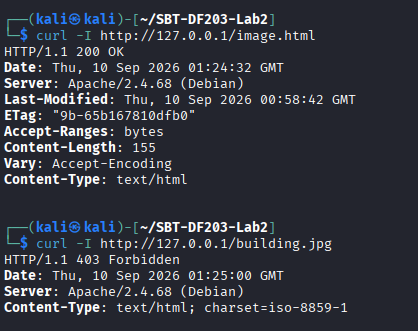 ┌──(kali㉿kali)-[~/SBT-DF203-Lab2]
└─$ curl -I http://127.0.0.1/image.html
HTTP/1.1 200 OK
Date: Thu, 10 Sep 2026 01:24:32 GMT
Server: Apache/2.4.68 (Debian)
Last-Modified: Thu, 10 Sep 2026 00:58:42 GMT
ETag: "9b-65b167810dfb0"
Accept-Ranges: bytes
Content-Length: 155
Vary: Accept-Encoding
Content-Type: text/html
┌──(kali㉿kali)-[~/SBT-DF203-Lab2]
└─$ curl -I http://127.0.0.1/building.jpg
HTTP/1.1 403 Forbidden
Date: Thu, 10 Sep 2026 01:25:00 GMT
Server: Apache/2.4.68 (Debian)
Content-Type: text/html; charset=iso-8859-1